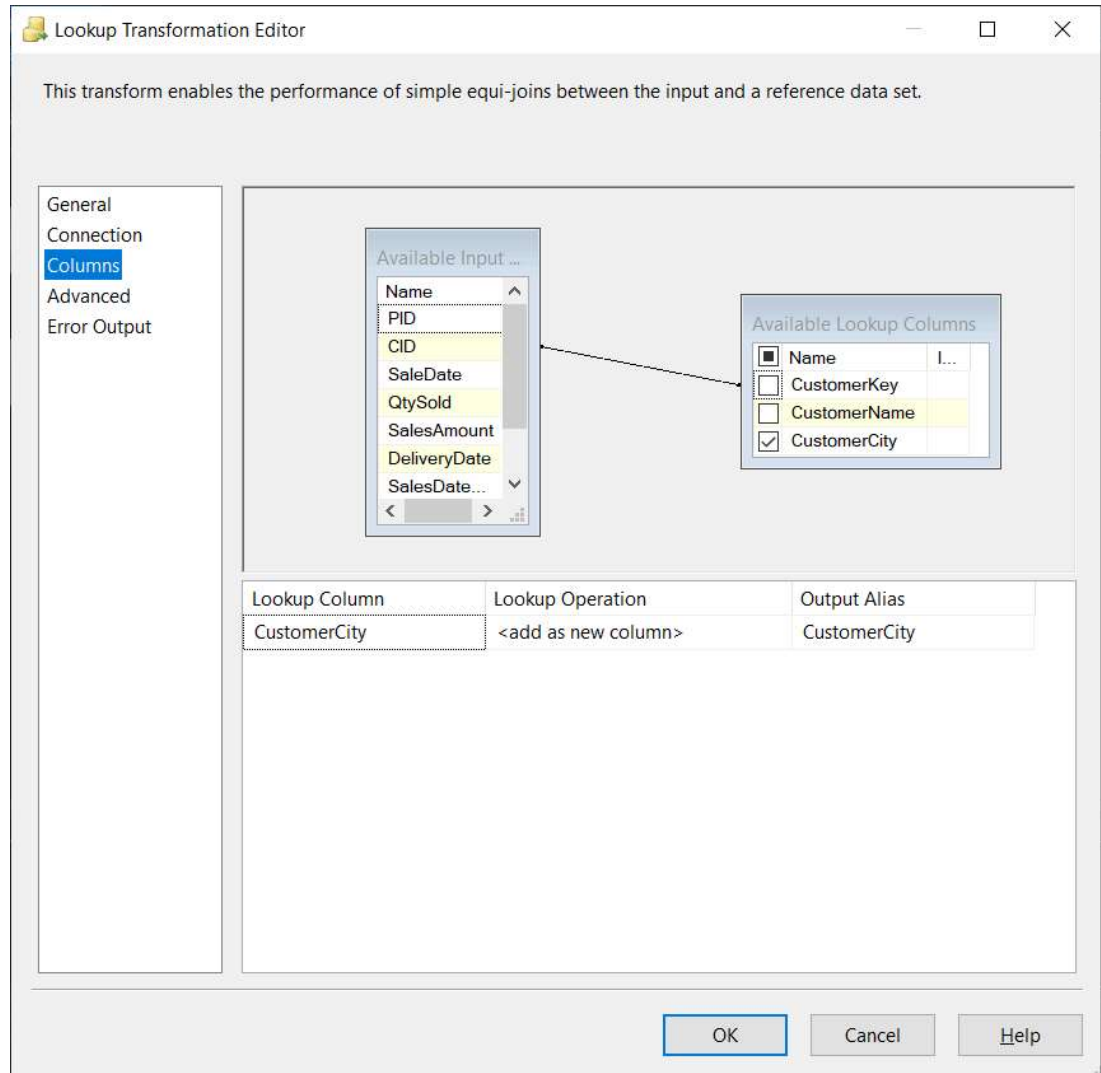 Lookup Transformation Editor
This transform enables the performance of simple equi-joins between the input and a reference data set.
General
Connection
Columns
Advanced
Error Output
Available Input ...
Name
PID
CID
SaleDate
QtySold
SalesAmount
DeliveryDate
SalesDate...
Available Lookup Columns
Name I...
CustomerKey
CustomerName
CustomerCity
Lookup Column Lookup Operation Output Alias
CustomerCity <add as new column> CustomerCity
OK Cancel Help